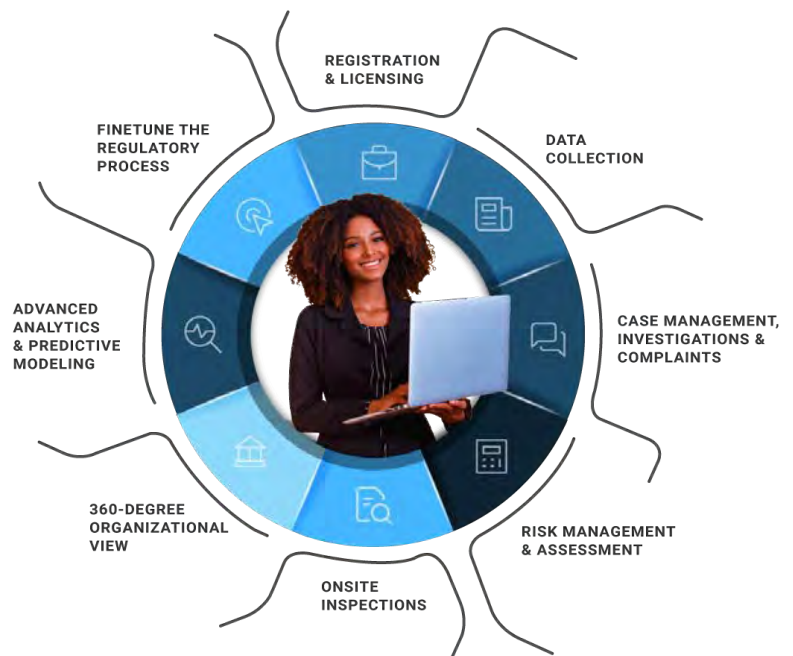 REGISTRATION
& LICENSING
DATA
COLLECTION
CASE MANAGEMENT,
INVESTIGATIONS &
COMPLAINTS
RISK MANAGEMENT
& ASSESSMENT
ONSITE
INSPECTIONS
360-DEGREE
ORGANIZATIONAL
VIEW
ADVANCED
ANALYTICS
& PREDICTIVE
MODELING
FINETUNE THE
REGULATORY
PROCESS